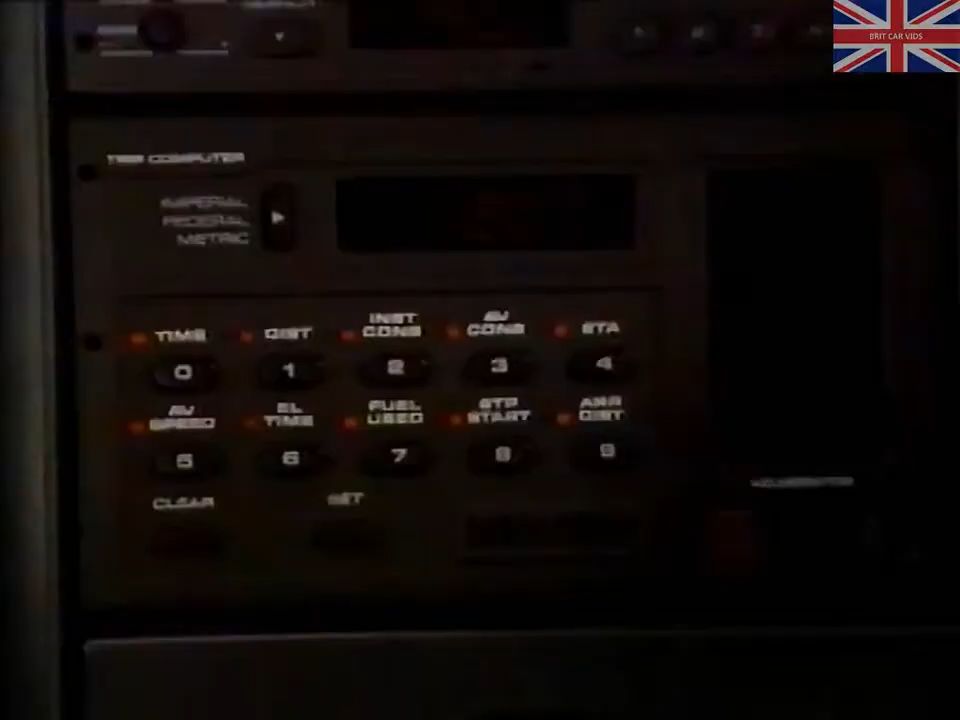 BRIT CAR VIDS
TRIP COMPUTER
IMPERIAL
FEDERAL
METRIC
TIME
DIST
INST
CONS
AV
CONS
ETA
0
1
2
3
4
AV
SPEED
EL
TIME
FUEL
USED
STP
START
ARR
DIST
5
6
7
8
9
CLEAR
SET